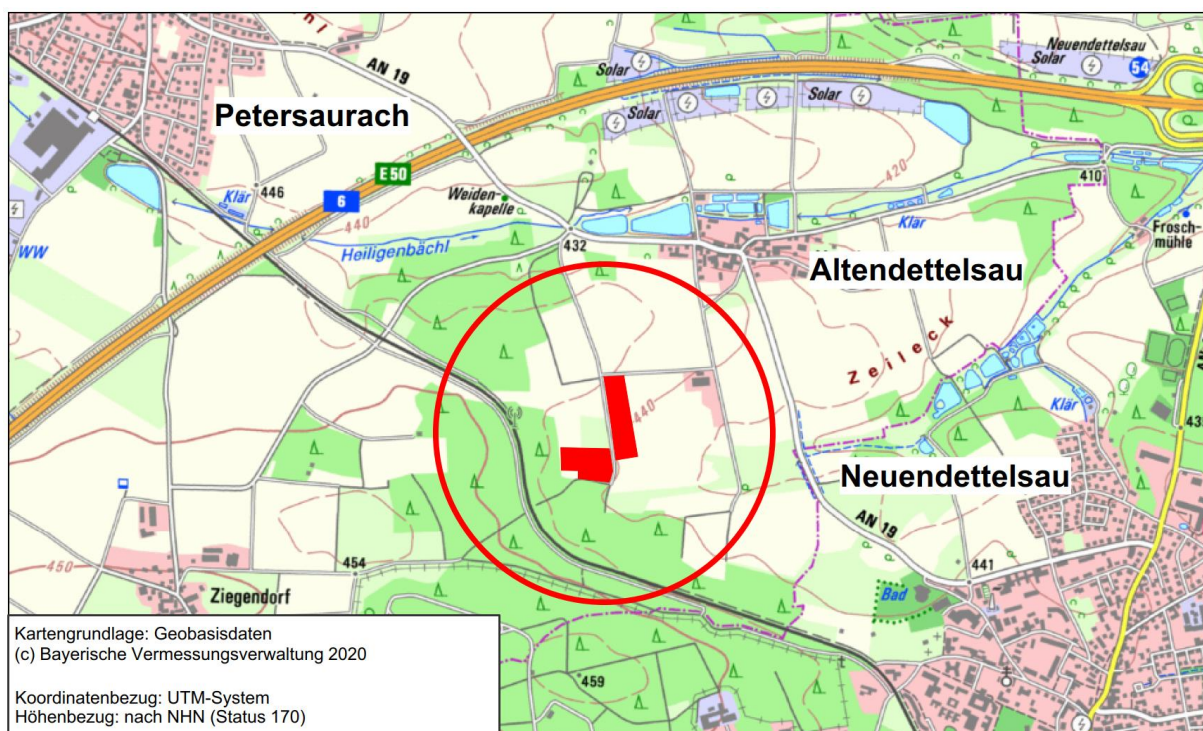 hl
Neuendettelsau
Solar
54
AN 19
Solar
Solar
Solar
Petersaurach
E 50
6
420
410
Klär
446
440
Weiden-
kapelle
432
Klär
Frosch-
mühle
Heiligenbächl
WW
Altendettelsau
Zeileck
440
Klär
Neuendettelsau
AN 19
441
454
450
Ziegendorf
Bad
459
Kartengrundlage: Geobasisdaten
(c) Bayerische Vermessungsverwaltung 2020
Koordinatenbezug: UTM-System
Höhenbezug: nach NHN (Status 170)